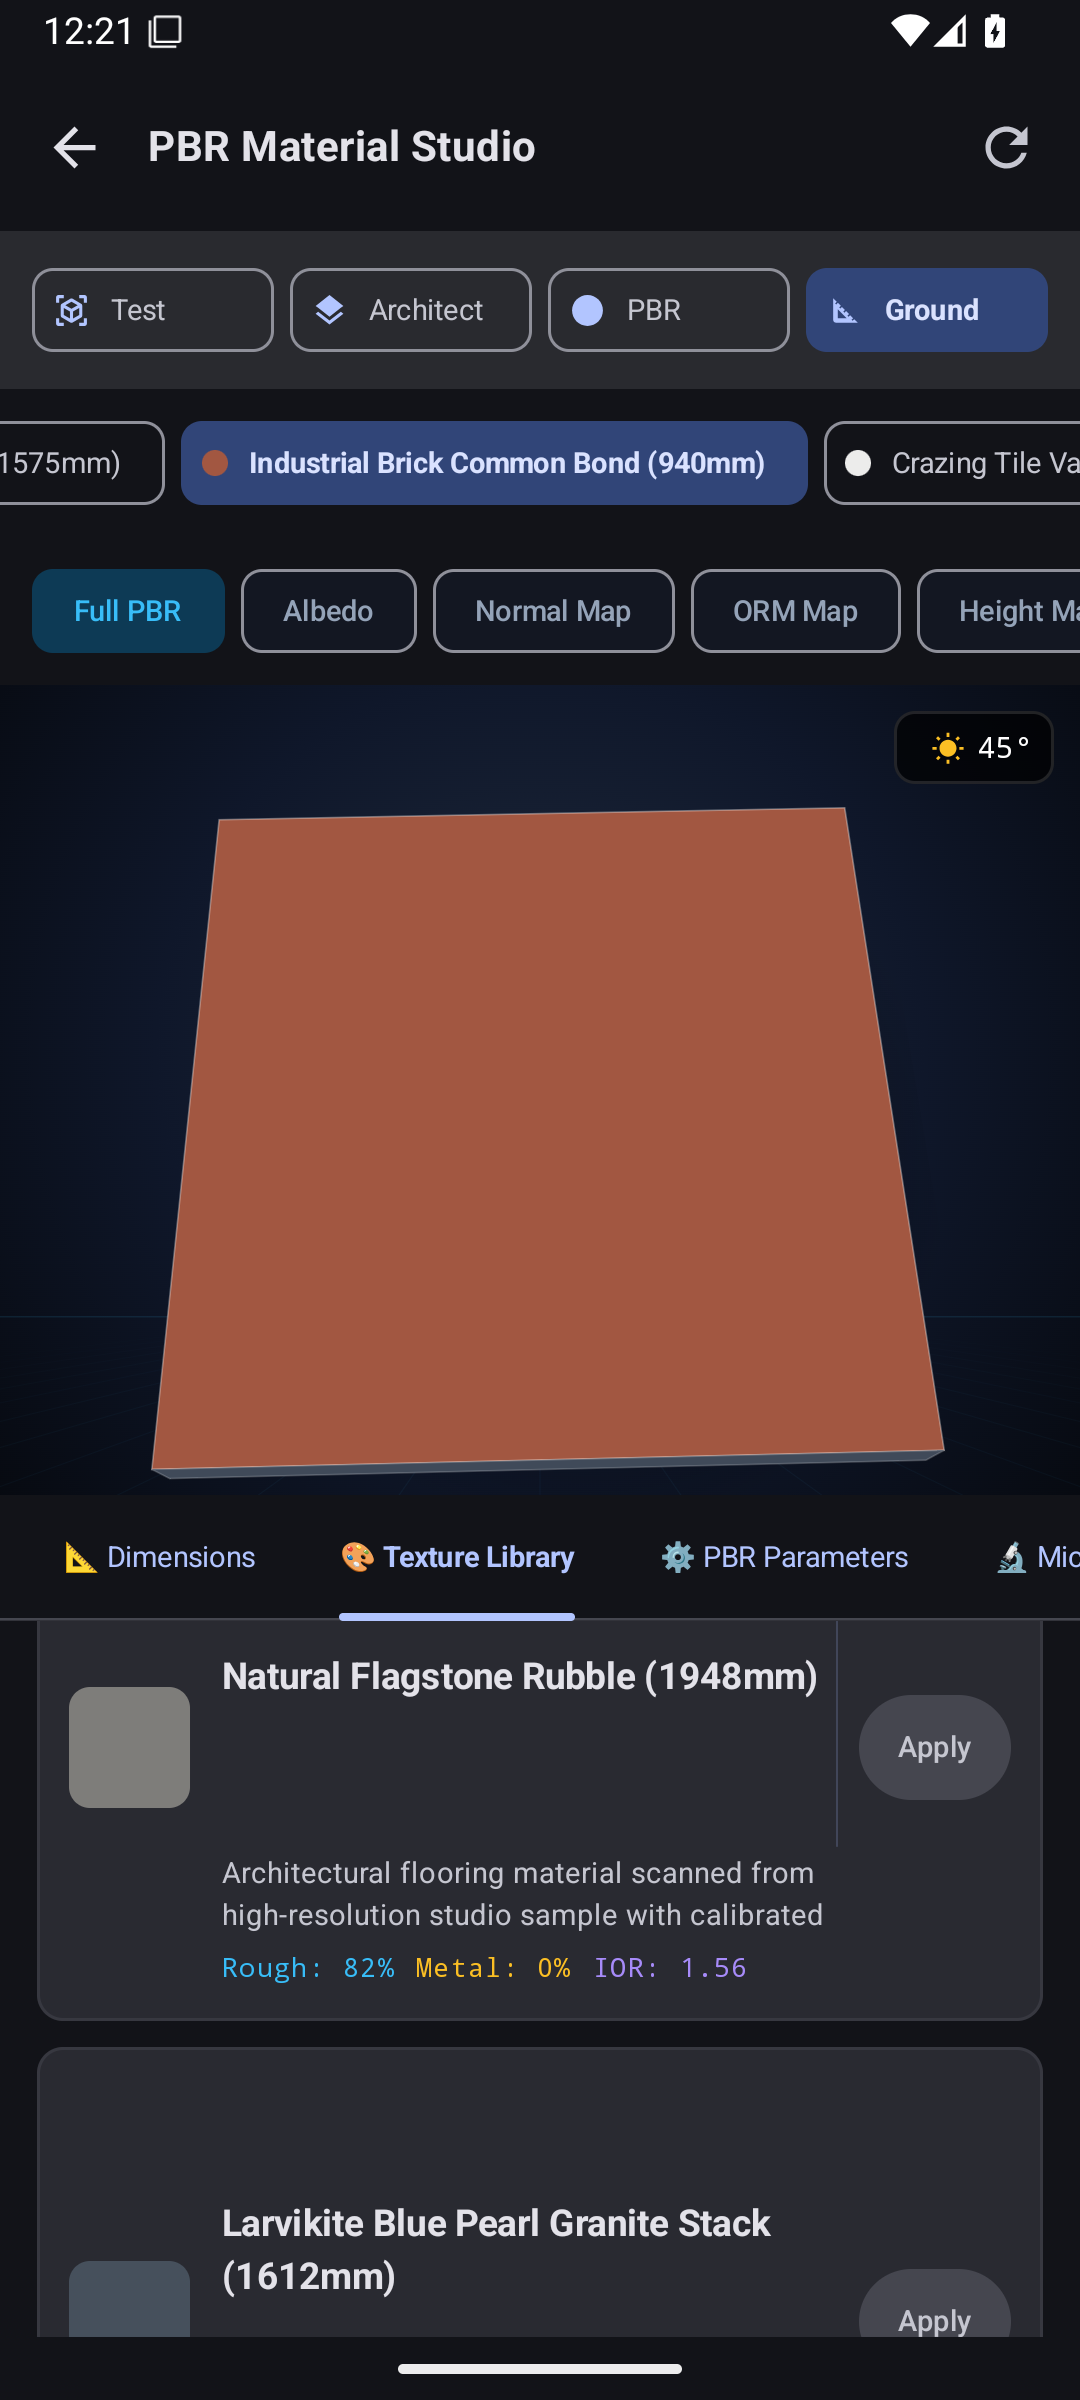 12:21
PBR Material Studio
Test
Architect
PBR
Ground
1575mm)
Industrial Brick Common Bond (940mm)
Crazing Tile Va
Full PBR
Albedo
Normal Map
ORM Map
Height Ma
45°
Dimensions
Texture Library
PBR Parameters
Mic
Natural Flagstone Rubble (1948mm)
Apply
Architectural flooring material scanned from
high-resolution studio sample with calibrated
Rough: 82% Metal: 0% IOR: 1.56
Larvikite Blue Pearl Granite Stack
(1612mm)
Apply